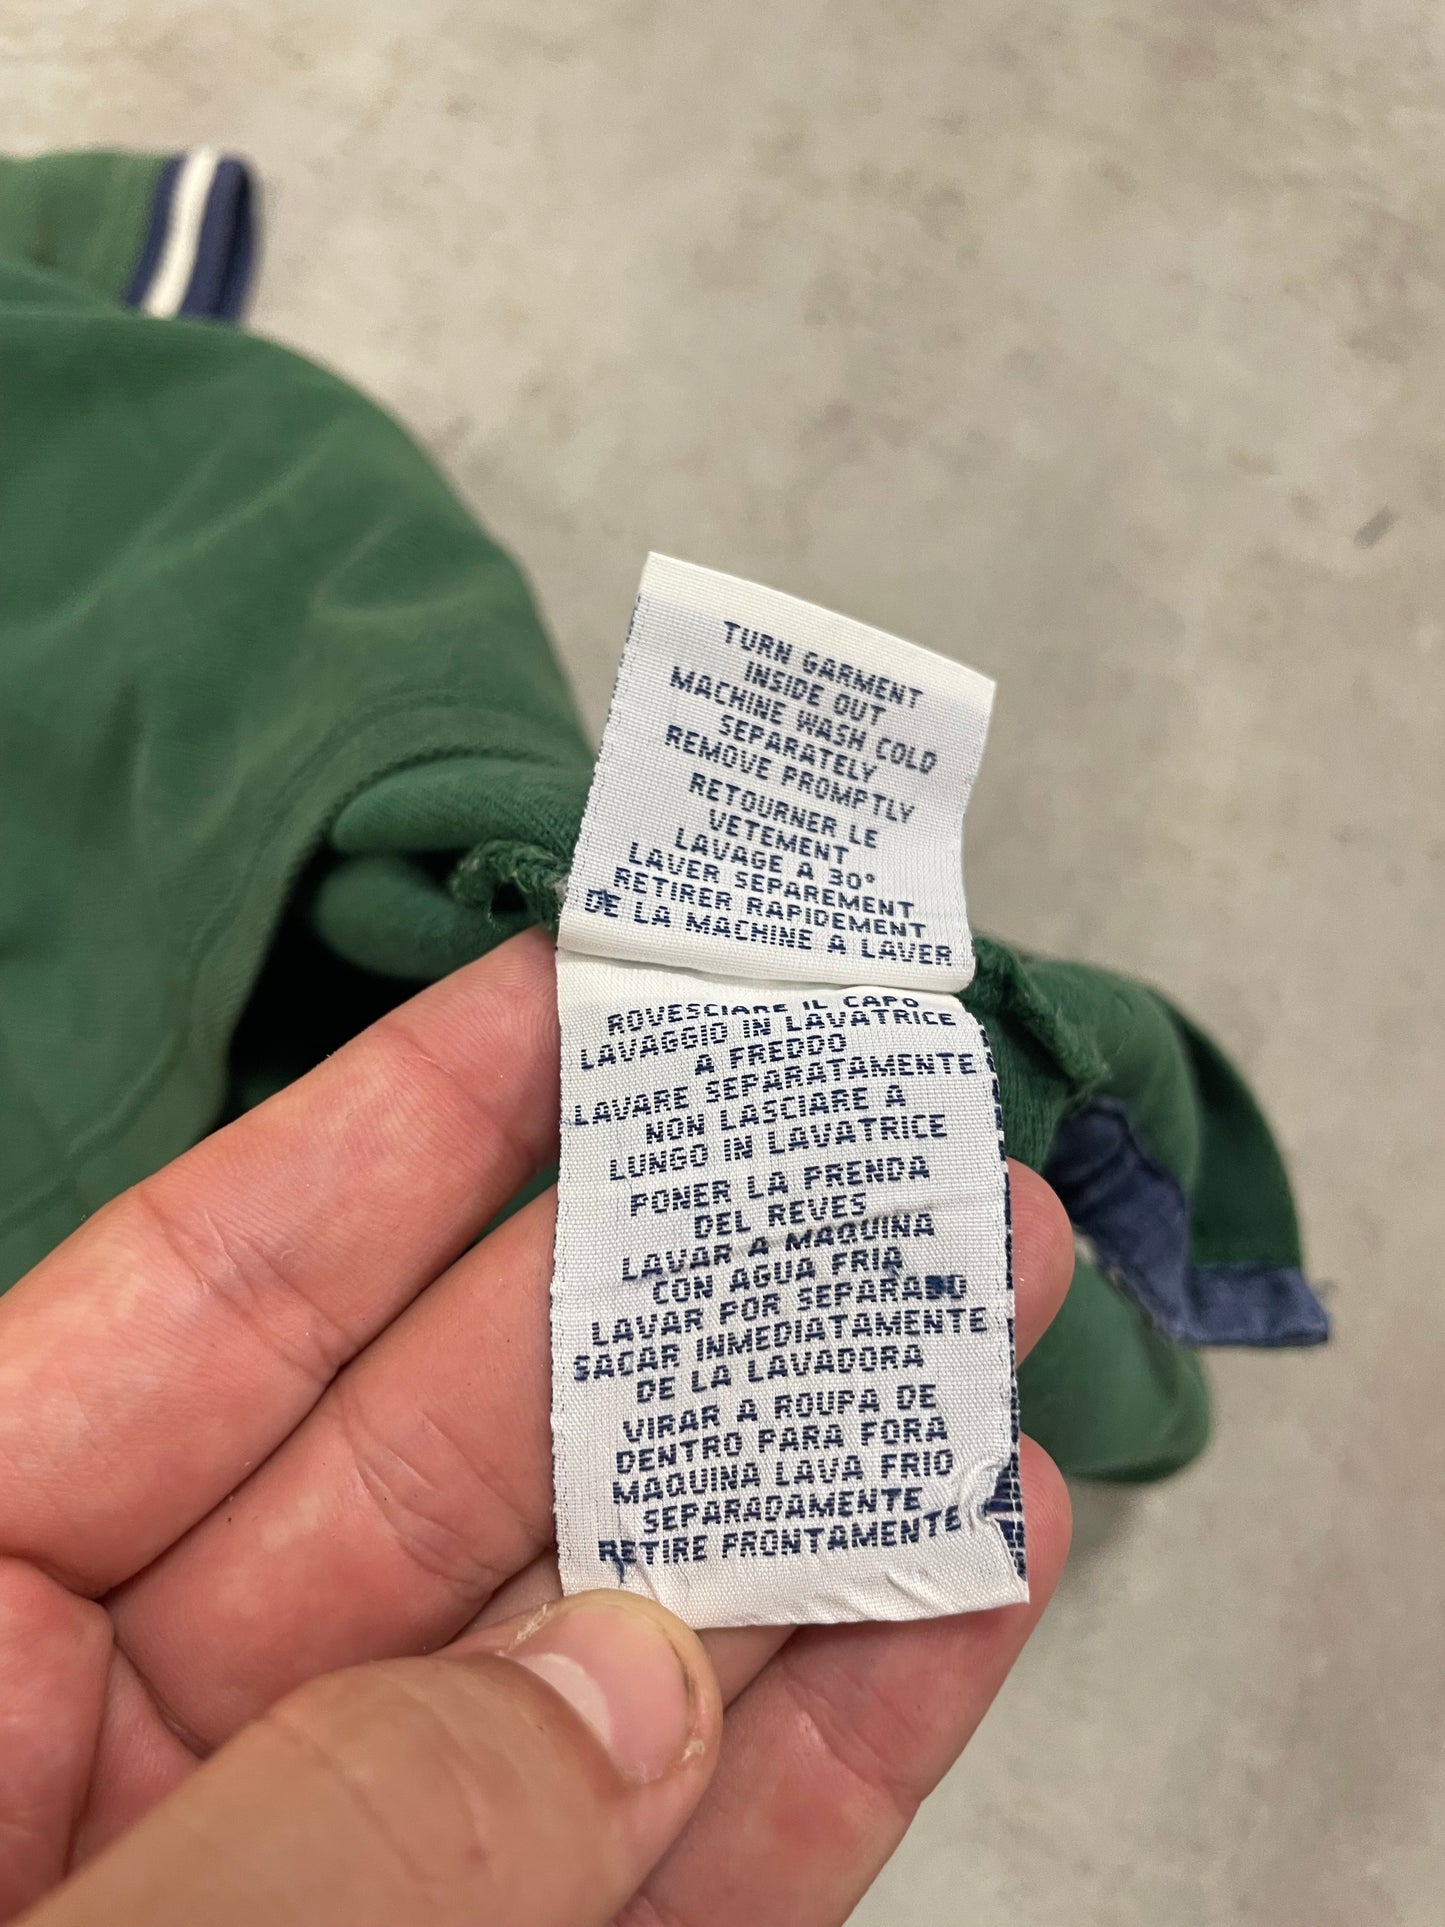 TURN GARMENT
INSIDE OUT
MACHINE WASH COLD
SEPARATELY
REMOVE PROMPTLY
RETOURNER LE
VETEMENT
LAVAGE A 30°
LAVER SEPAREMENT
RETIRER RAPIDEMENT
DE LA MACHINE A LAVER
ROVESCIARE IL CAPO
LAVAGGIO IN LAVATRICE
A FREDDO
LAVARE SEPARATAMENTE
NON LASCIARE A
LUNGO IN LAVATRICE
PONER LA PRENDA
DEL REVES
LAVAR A MAQUINA
CON AGUA FRIA
LAVAR POR SEPARADO
SACAR INMEDIATAMENTE
DE LA LAVADORA
VIRAR A ROUPA DE
DENTRO PARA FORA
MAQUINA LAVA FRIO
SEPARADAMENTE
RETIRE PRONTAMENTE